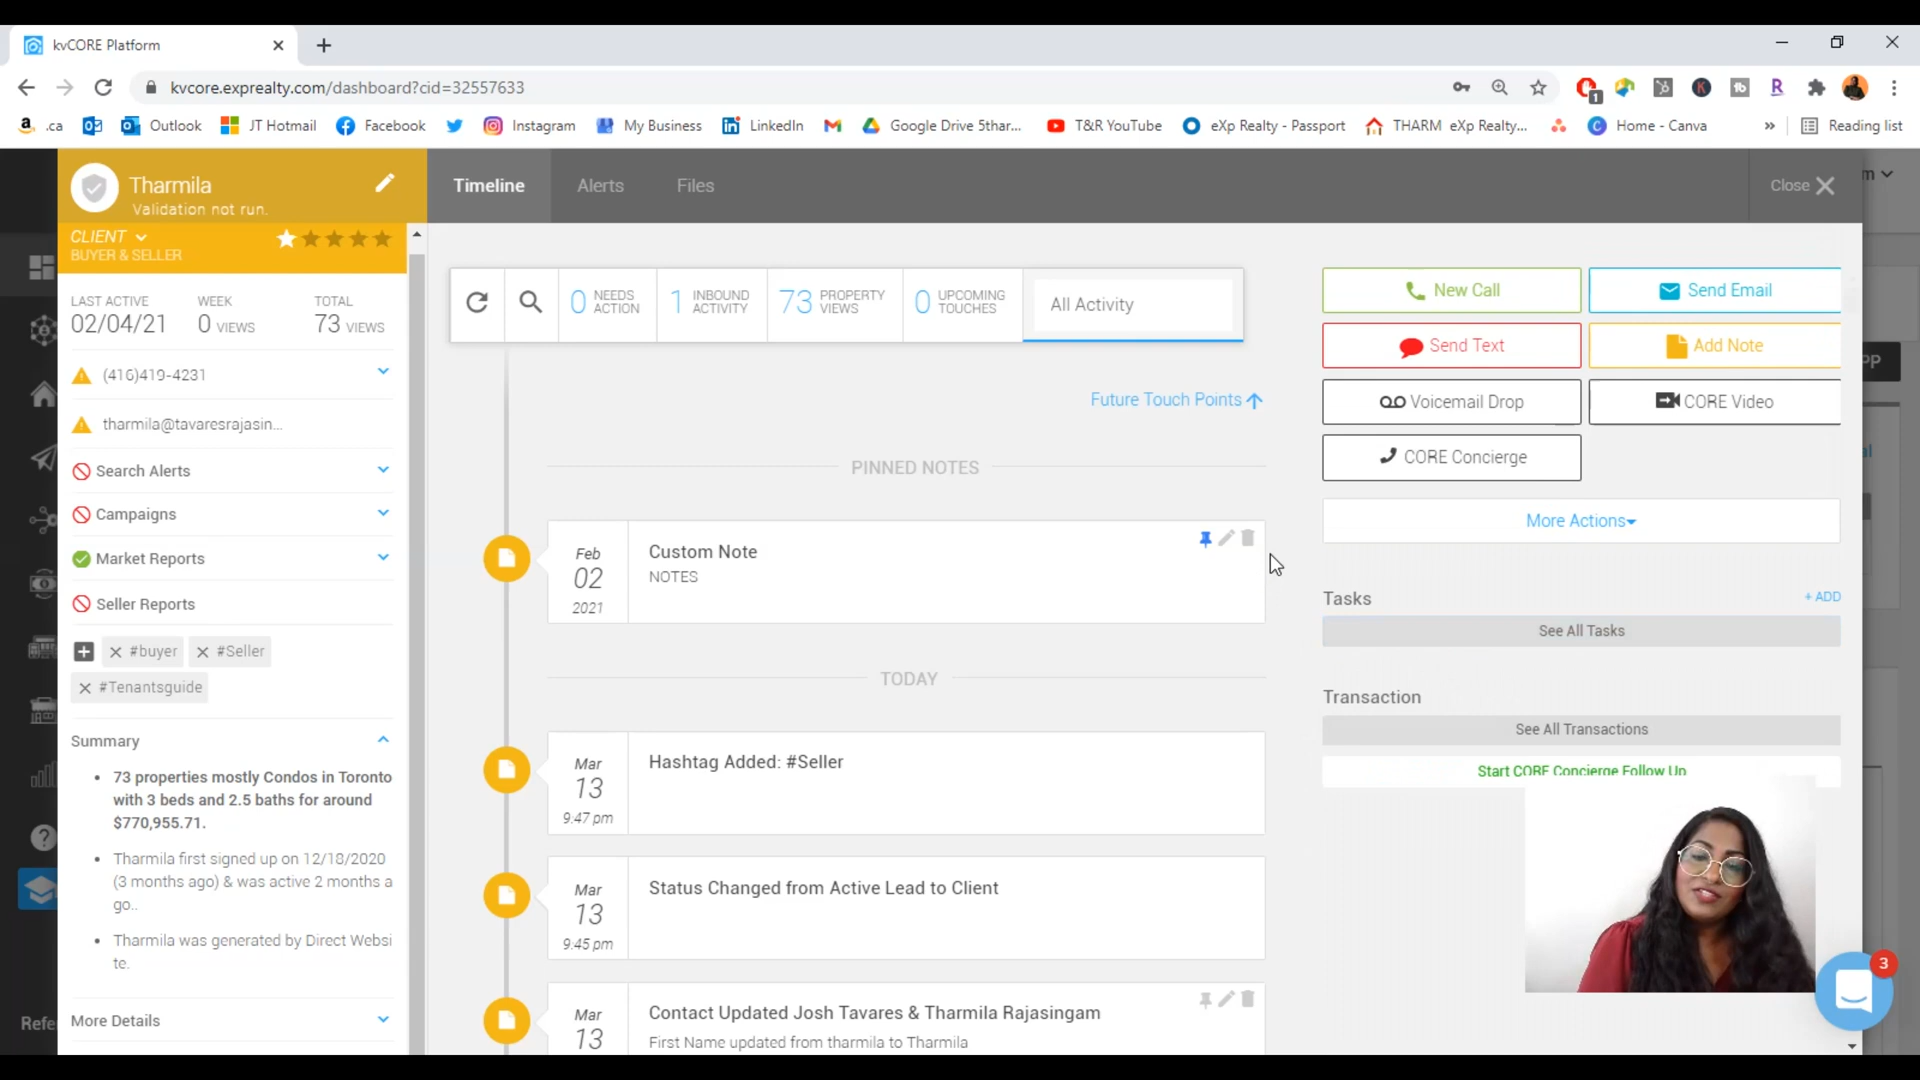 kvCORE Platform
kvcore.exprealty.com/dashboard?cid=32557633
1
.ca
Outlook
JT Hotmail
Facebook
Instagram
My Business
LinkedIn
Google Drive 5thar...
T&R YouTube
eXp Realty - Passport
THARM eXp Realty...
Home - Canva
»
Reading list
Tharmila
Validation not run.
Timeline
Alerts
Files
Close
CLIENT
BUYER & SELLER
LAST ACTIVE
02/04/21
WEEK
0 VIEWS
TOTAL
73 VIEWS
(416)419-4231
tharmila@tavaresrajasin...
Search Alerts
Campaigns
Market Reports
Seller Reports
#buyer
#Seller
#Tenantsguide
Summary
• 73 properties mostly Condos in Toronto
with 3 beds and 2.5 baths for around
$770,955.71.
• Tharmila first signed up on 12/18/2020
(3 months ago) & was active 2 months a
go..
• Tharmila was generated by Direct Websi
te.
More Details
Refe
0 NEEDS ACTION
1 INBOUND ACTIVITY
73 PROPERTY VIEWS
0 UPCOMING TOUCHES
All Activity
Future Touch Points
PINNED NOTES
Feb
02
2021
Custom Note
NOTES
TODAY
Mar
13
9:47 pm
Hashtag Added: #Seller
Mar
13
9:45 pm
Status Changed from Active Lead to Client
Mar
13
Contact Updated Josh Tavares & Tharmila Rajasingam
First Name updated from tharmila to Tharmila
New Call
Send Email
Send Text
Add Note
Voicemail Drop
CORE Video
CORE Concierge
More Actions
Tasks
+ ADD
See All Tasks
Transaction
See All Transactions
Start CORE Concierge Follow Up
3